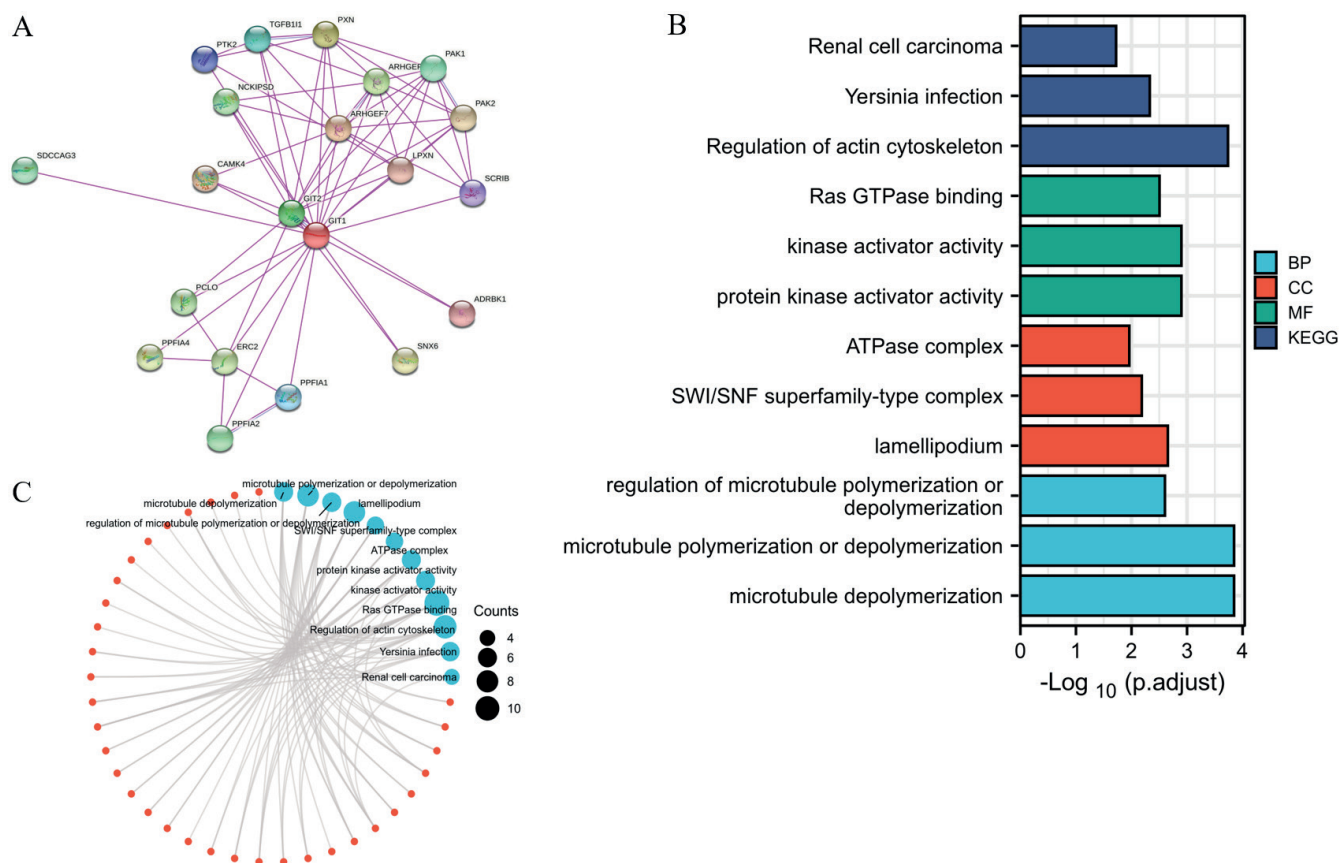 A
TGFB1I1
PXN
PTK2
PAK1
ARHGEF
NCKIPSD
PAK2
ARHGEF7
SDCCAG3
CAMK4
LPXN
SCRIB
GIT2
GIT1
PCLO
ADRBK1
PPFIA4
ERC2
SNX6
PPFIA1
PPFIA2
B
Renal cell carcinoma
Yersinia infection
Regulation of actin cytoskeleton
Ras GTPase binding
kinase activator activity
protein kinase activator activity
ATPase complex
SWI/SNF superfamily-type complex
lamellipodium
regulation of microtubule polymerization or
depolymerization
microtubule polymerization or depolymerization
microtubule depolymerization
0 1 2 3 4
-Log 10 (p.adjust)
BP
CC
MF
KEGG
C
microtubule polymerization or depolymerization
microtubule depolymerization
lamellipodium
regulation of microtubule polymerization or depolymerization
SWI/SNF superfamily-type complex
ATPase complex
protein kinase activator activity
kinase activator activity
Ras GTPase binding
Regulation of actin cytoskeleton
Yersinia infection
Renal cell carcinoma
Counts
4
6
8
10